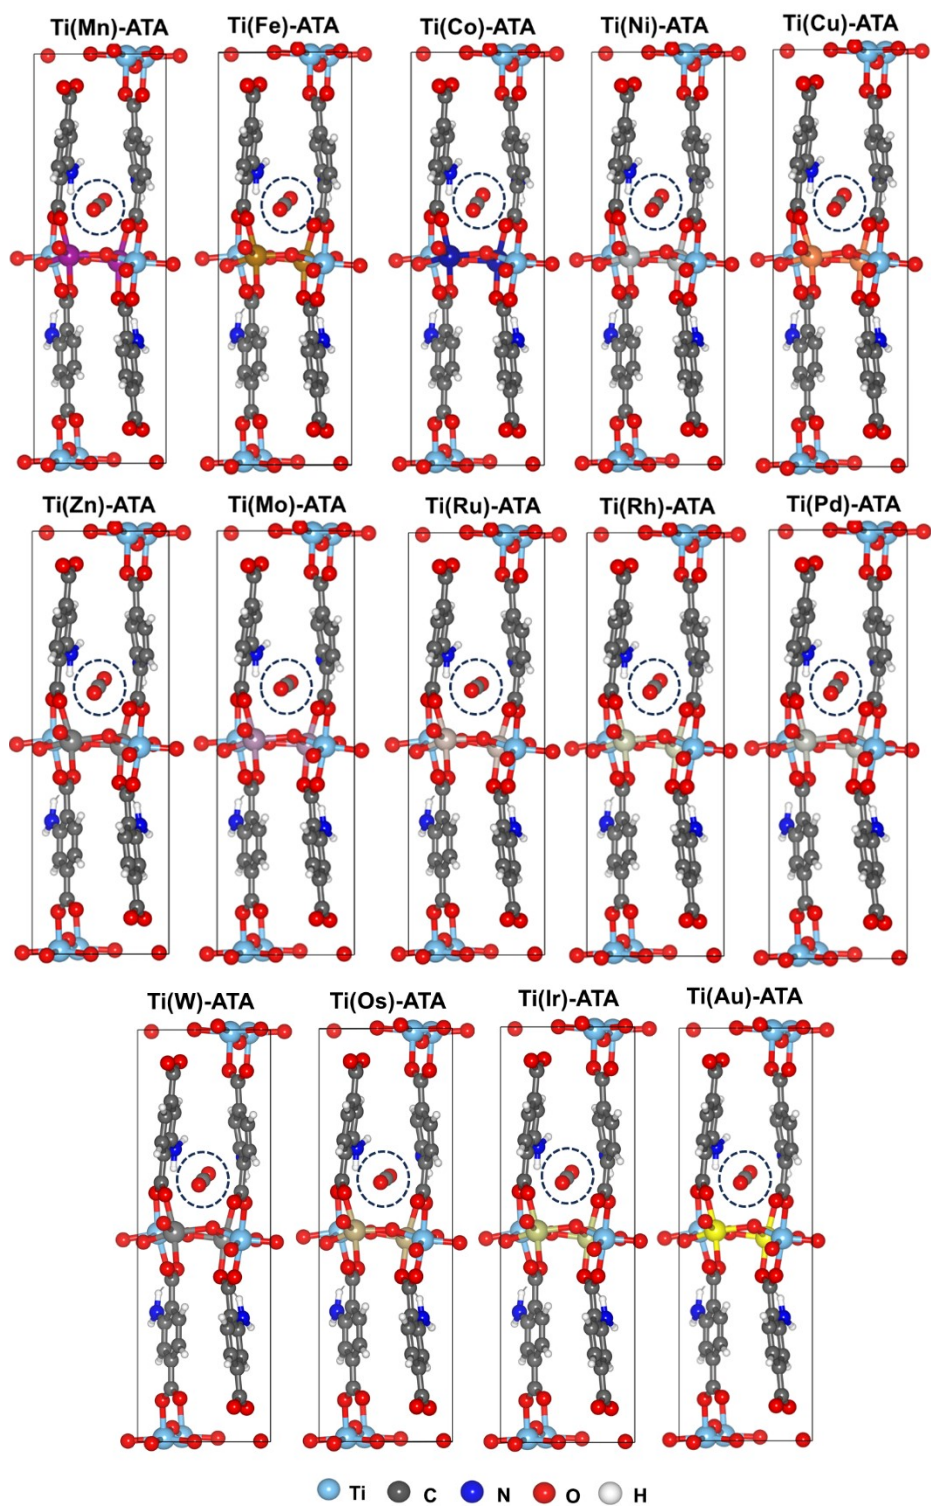 Ti(Mn)-ATA Ti(Fe)-ATA Ti(Co)-ATA Ti(Ni)-ATA Ti(Cu)-ATA
Ti(Zn)-ATA Ti(Mo)-ATA Ti(Ru)-ATA Ti(Rh)-ATA Ti(Pd)-ATA
Ti(W)-ATA Ti(Os)-ATA Ti(Ir)-ATA Ti(Au)-ATA
Ti C N O H